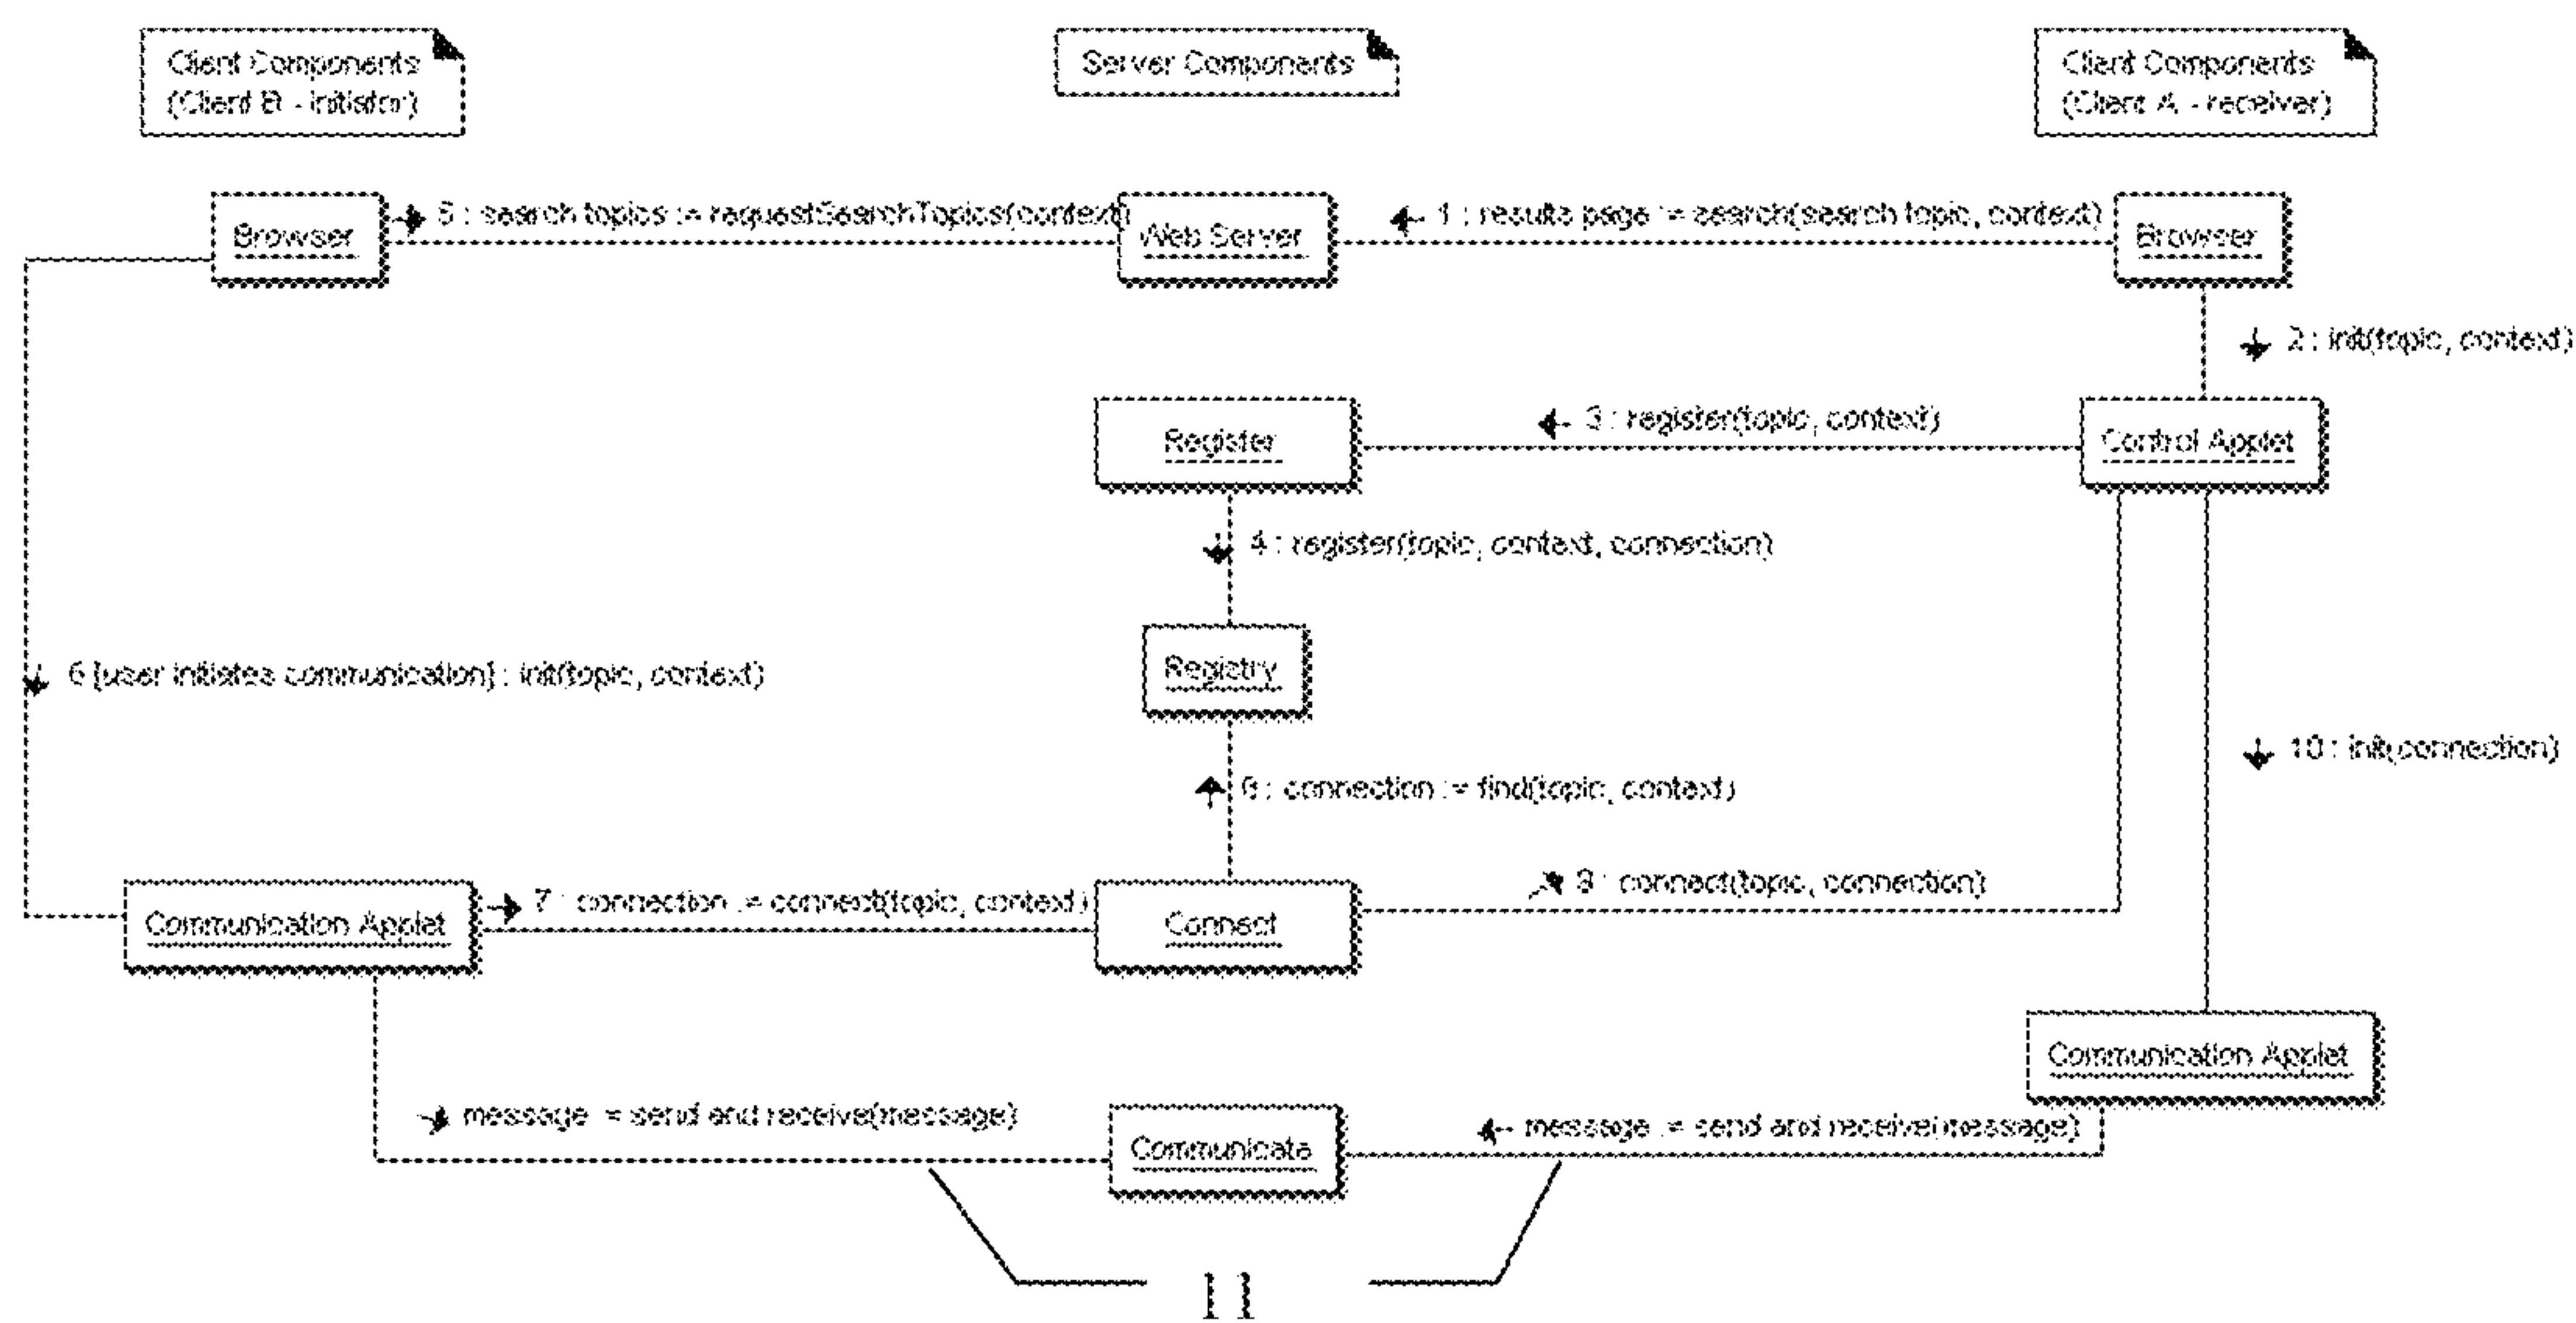 Client Components
(Client B - initiator)
Server Components
Client Components
(Client A - receiver)
Browser
5 : search topics := requestSearchTopics(context)
Web Server
1 : results page := search(search topic, context)
Browser
2 : init(topic, context)
Register
3 : register(topic, context)
Control Applet
4 : register(topic, context, connection)
Registry
6 [user initiates communication] : init(topic, context)
10 : init(connection)
: connection := find(topic, context)
Communication Applet
7 : connection := connect(topic, context)
Connect
: connect(topic, connection)
Communication Applet
message := send and receive(message)
Communicate
message := send and receive(message)
11